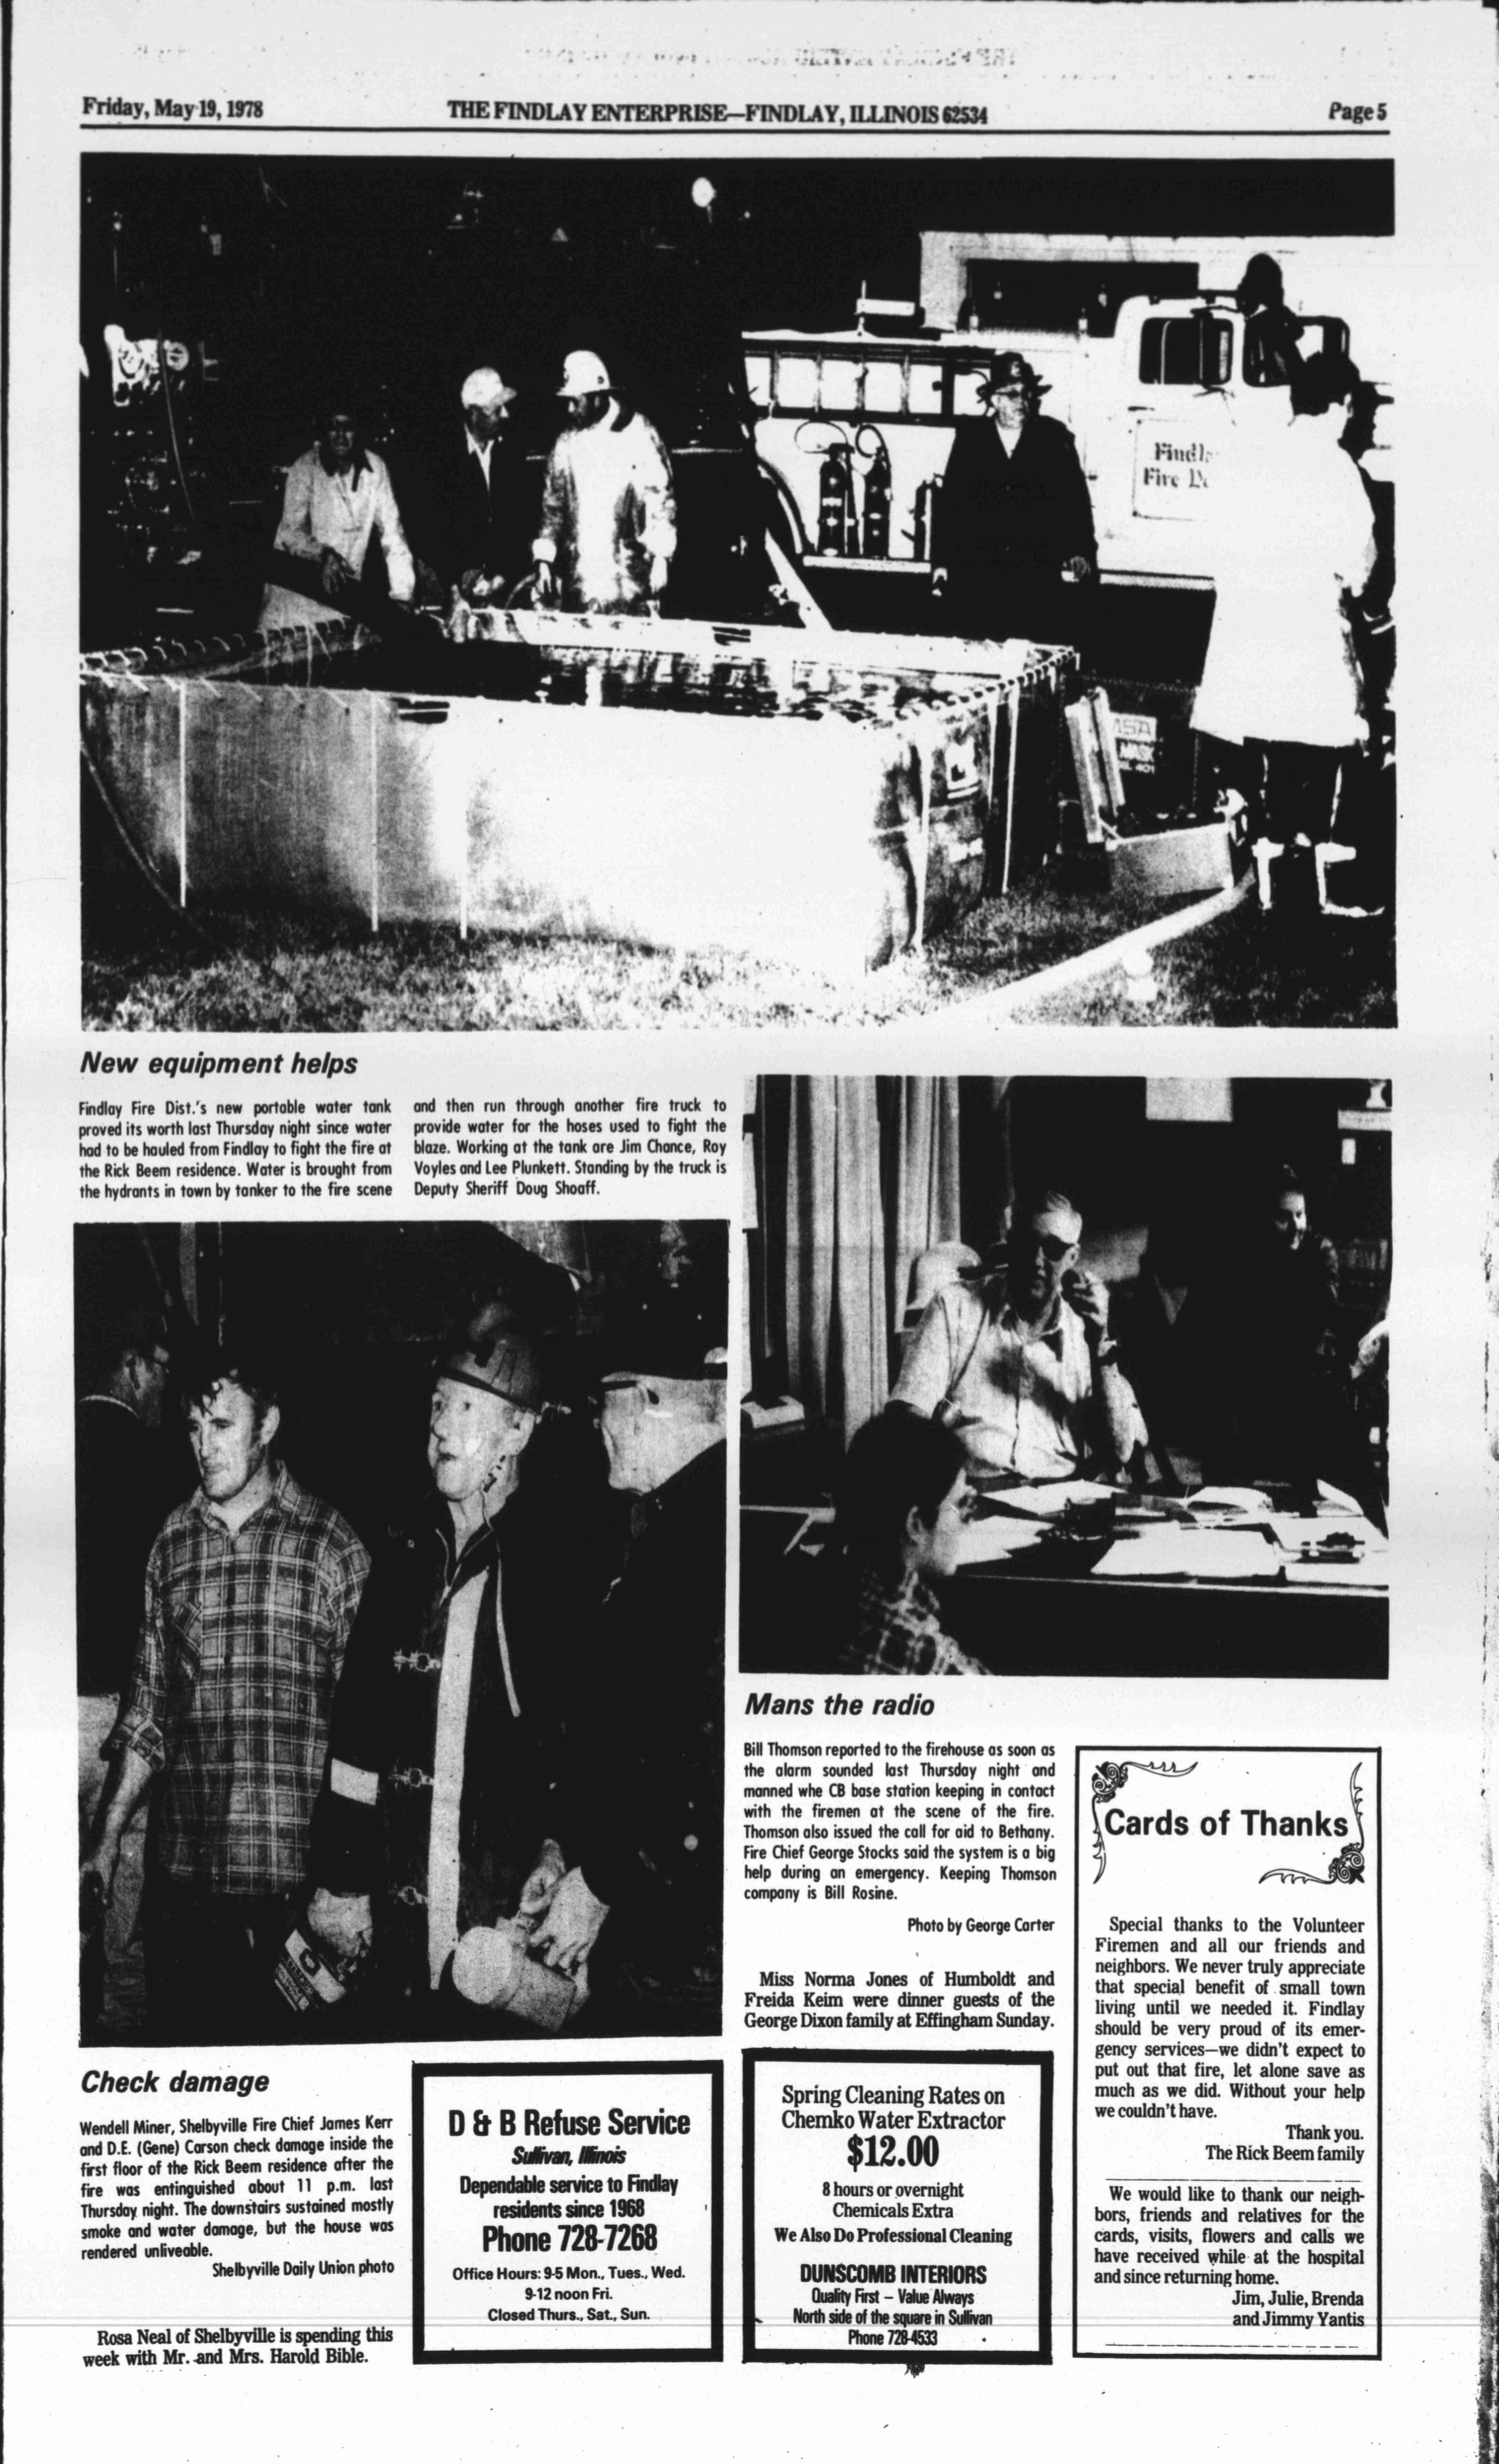 Friday, May 19, 1978
THE FINDLAY ENTERPRISE—FINDLAY, ILLINOIS 62534
Page 5
Findl
Fire D
MSA
MASK
401
New equipment helps
Findlay Fire Dist.'s new portable water tank
proved its worth last Thursday night since water
had to be hauled from Findlay to fight the fire at
the Rick Beem residence. Water is brought from
the hydrants in town by tanker to the fire scene
and then run through another fire truck to
provide water for the hoses used to fight the
blaze. Working at the tank are Jim Chance, Roy
Voyles and Lee Plunkett. Standing by the truck is
Deputy Sheriff Doug Shoaff.
Mans the radio
Bill Thomson reported to the firehouse as soon as
the alarm sounded last Thursday night and
manned whe CB base station keeping in contact
with the firemen at the scene of the fire.
Thomson also issued the call for aid to Bethany.
Fire Chief George Stocks said the system is a big
help during an emergency. Keeping Thomson
company is Bill Rosine.
Photo by George Carter
Miss Norma Jones of Humboldt and
Freida Keim were dinner guests of the
George Dixon family at Effingham Sunday.
Check damage
Wendell Miner, Shelbyville Fire Chief James Kerr
and D.E. (Gene) Carson check damage inside the
first floor of the Rick Beem residence after the
fire was entinguished about 11 p.m. last
Thursday night. The downstairs sustained mostly
smoke and water damage, but the house was
rendered unliveable.
Shelbyville Daily Union photo
Rosa Neal of Shelbyville is spending this
week with Mr. and Mrs. Harold Bible.
D & B Refuse Service
Sullivan, Illinois
Dependable service to Findlay
residents since 1968
Phone 728-7268
Office Hours: 9-5 Mon., Tues., Wed.
9-12 noon Fri.
Closed Thurs., Sat., Sun.
Spring Cleaning Rates on
Chemko Water Extractor
$12.00
8 hours or overnight
Chemicals Extra
We Also Do Professional Cleaning
DUNSCOMB INTERIORS
Quality First – Value Always
North side of the square in Sullivan
Phone 728-4533
Cards of Thanks
Special thanks to the Volunteer
Firemen and all our friends and
neighbors. We never truly appreciate
that special benefit of small town
living until we needed it. Findlay
should be very proud of its emer-
gency services—we didn't expect to
put out that fire, let alone save as
much as we did. Without your help
we couldn't have.
Thank you.
The Rick Beem family
We would like to thank our neigh-
bors, friends and relatives for the
cards, visits, flowers and calls we
have received while at the hospital
and since returning home.
Jim, Julie, Brenda
and Jimmy Yantis